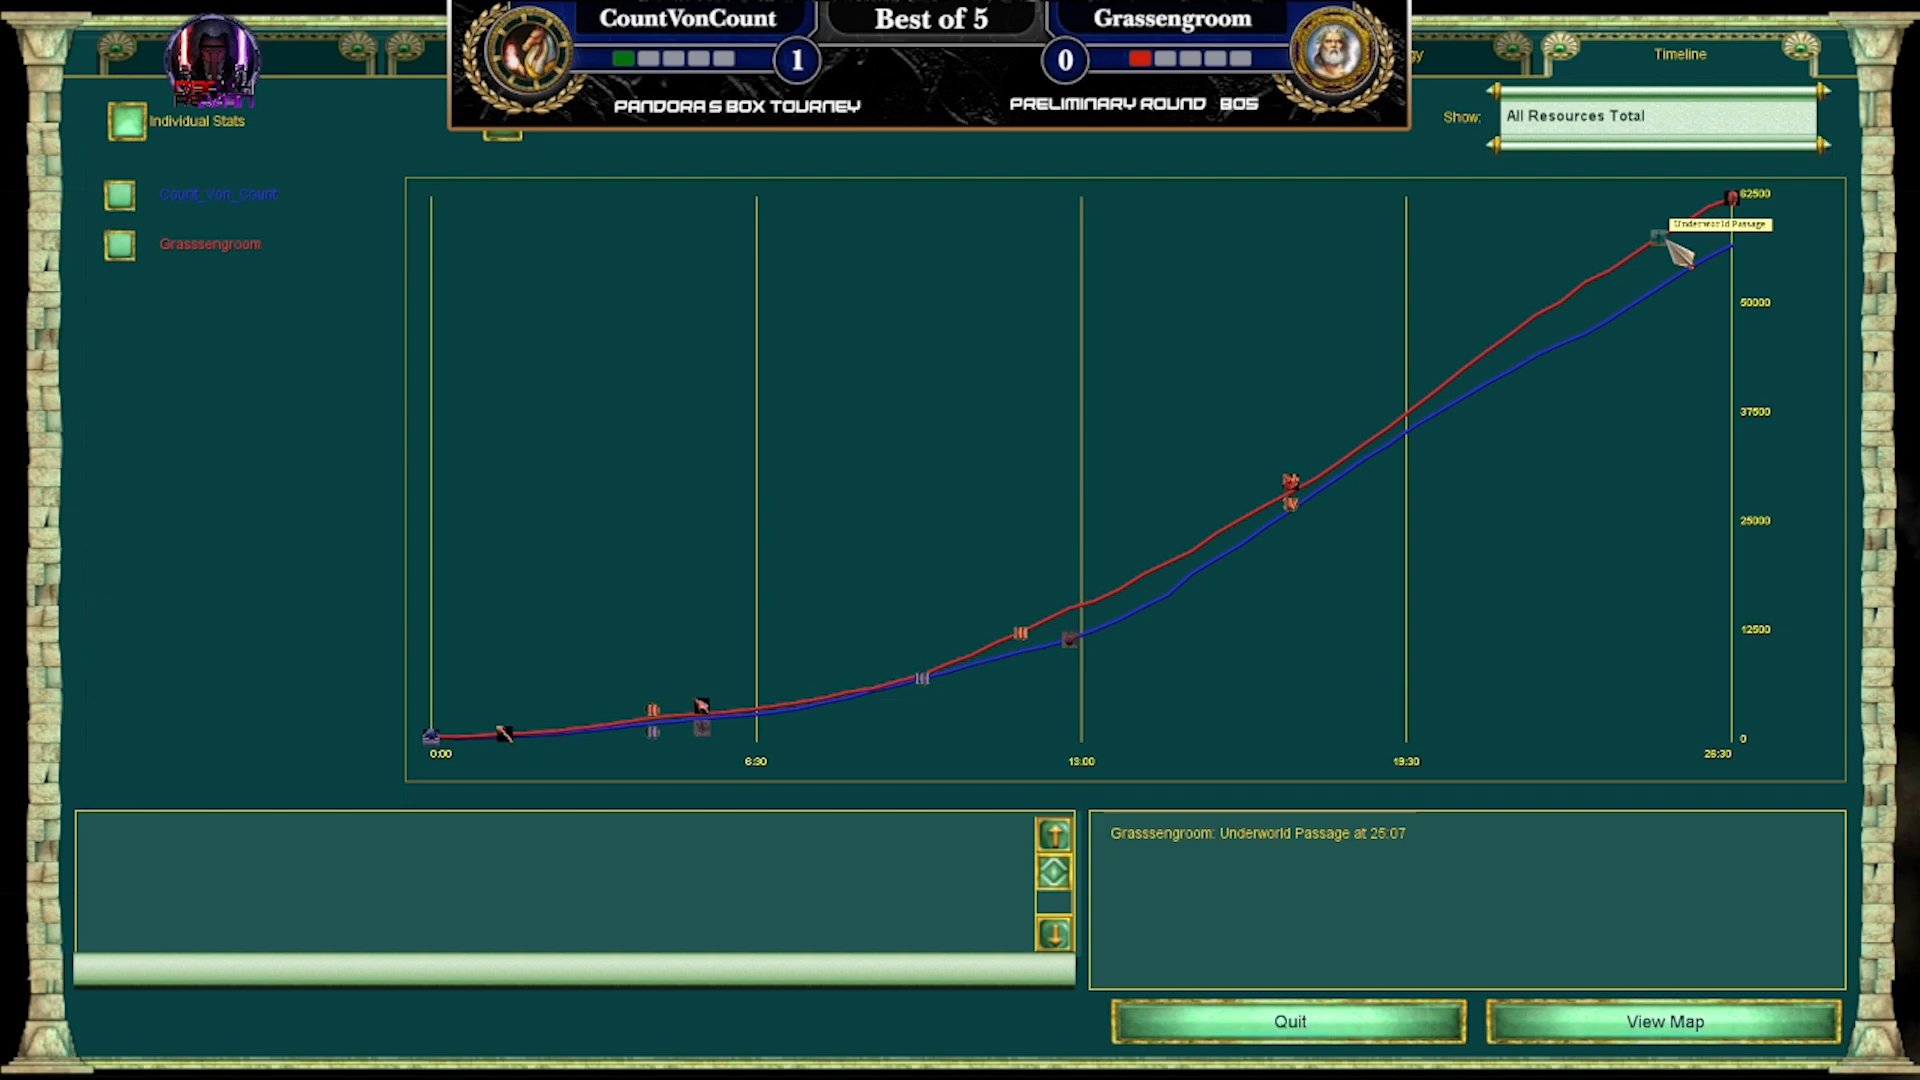 CountVonCount
Best of 5
Grassengroom
1
0
PANDORA S BOX TOURNEY
PRELIMINARY ROUND BO5
gy
Timeline
Individual Stats
Show:
All Resources Total
Count_Von_Count
Grasssengroom
62500
Underworld Passage
50000
37500
25000
12500
0
0:00
6:30
13:00
19:30
26:30
Grasssengroom: Underworld Passage at 25:07
Quit
View Map